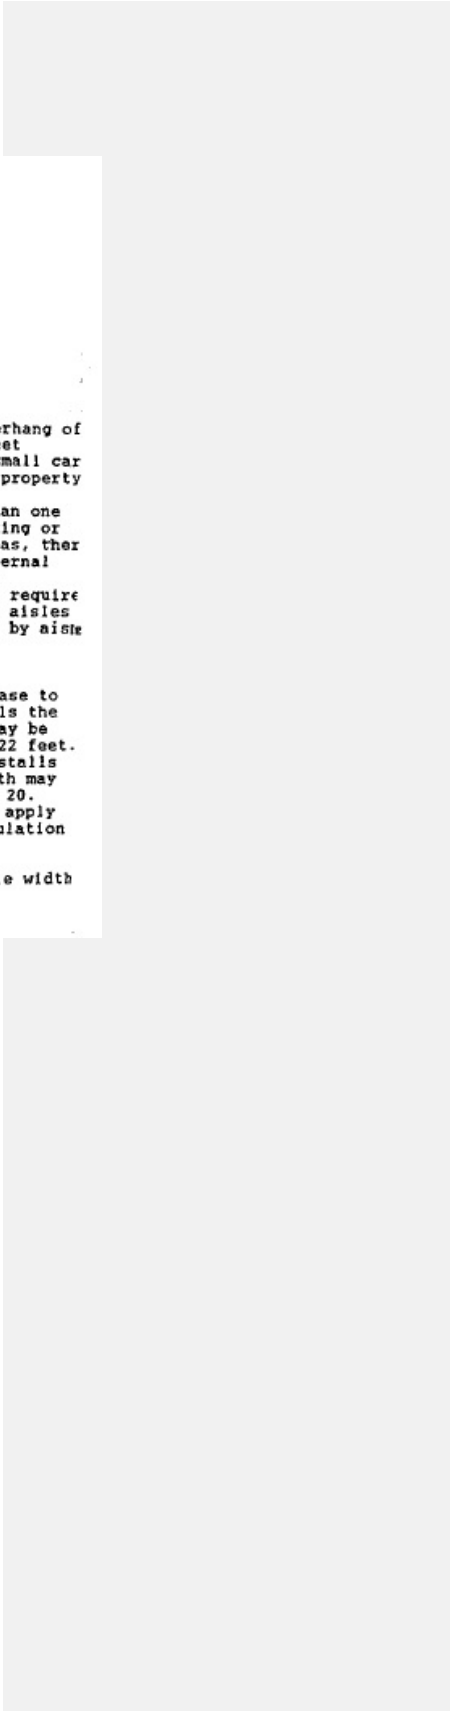 erhang of
eet
mall car
property
an one
ing or
as, ther
ernal
require
aisles
by aisle
ase to
ls the
ay be
22 feet.
stalls
th may
20.
apply
ulation
e width